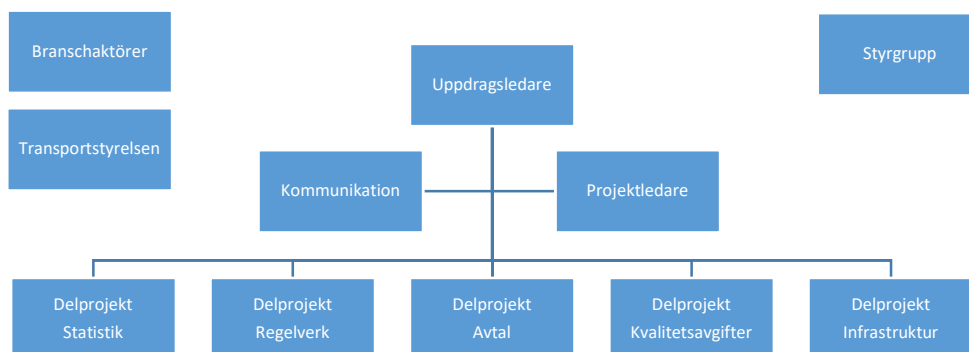 Branschaktörer
Styrgrupp
Uppdragsledare
Transportstyrelsen
Kommunikation
Projektledare
Delprojekt
Statistik
Delprojekt
Regelverk
Delprojekt
Avtal
Delprojekt
Kvalitetsavgifter
Delprojekt
Infrastruktur